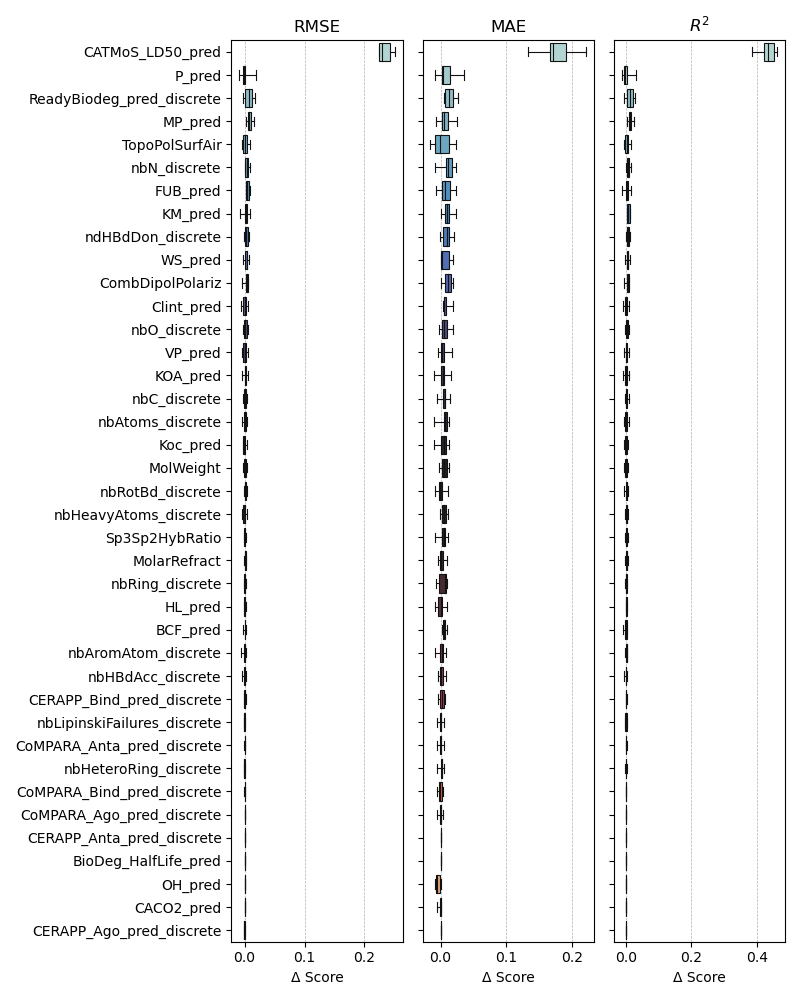 RMSE MAE R²
CATMoS_LD50_pred
P_pred
ReadyBiodeg_pred_discrete
MP_pred
TopoPolSurfAir
nbN_discrete
FUB_pred
KM_pred
ndHBdDon_discrete
WS_pred
CombDipolPolariz
Clint_pred
nbO_discrete
VP_pred
KOA_pred
nbC_discrete
nbAtoms_discrete
Koc_pred
MolWeight
nbRotBd_discrete
nbHeavyAtoms_discrete
Sp3Sp2HybRatio
MolarRefract
nbRing_discrete
HL_pred
BCF_pred
nbAromAtom_discrete
nbHBdAcc_discrete
CERAPP_Bind_pred_discrete
nbLipinskiFailures_discrete
CoMPARA_Anta_pred_discrete
nbHeteroRing_discrete
CoMPARA_Bind_pred_discrete
CoMPARA_Ago_pred_discrete
CERAPP_Anta_pred_discrete
BioDeg_HalfLife_pred
OH_pred
CACO2_pred
CERAPP_Ago_pred_discrete
0.0 0.1 0.2 0.0 0.1 0.2 0.0 0.2 0.4
Δ Score Δ Score Δ Score